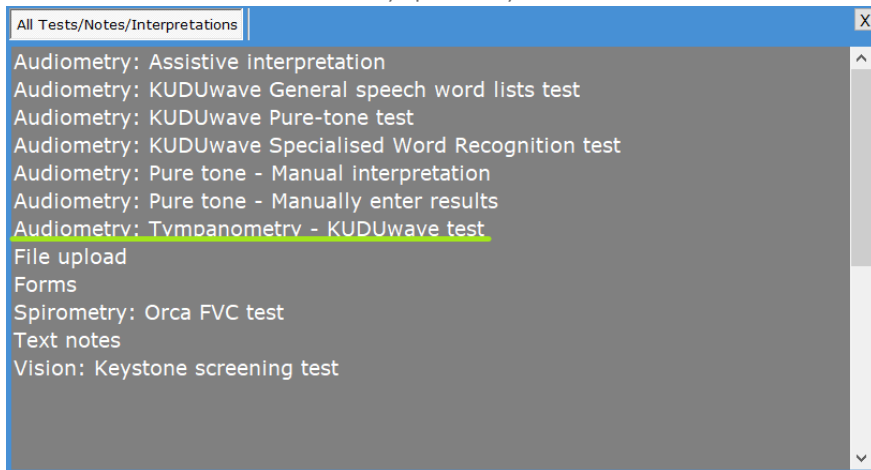 All Tests/Notes/Interpretations
X
Audiometry: Assistive interpretation
Audiometry: KUDUwave General speech word lists test
Audiometry: KUDUwave Pure-tone test
Audiometry: KUDUwave Specialised Word Recognition test
Audiometry: Pure tone - Manual interpretation
Audiometry: Pure tone - Manually enter results
Audiometry: Tympanometry - KUDUwave test
File upload
Forms
Spirometry: Orca FVC test
Text notes
Vision: Keystone screening test